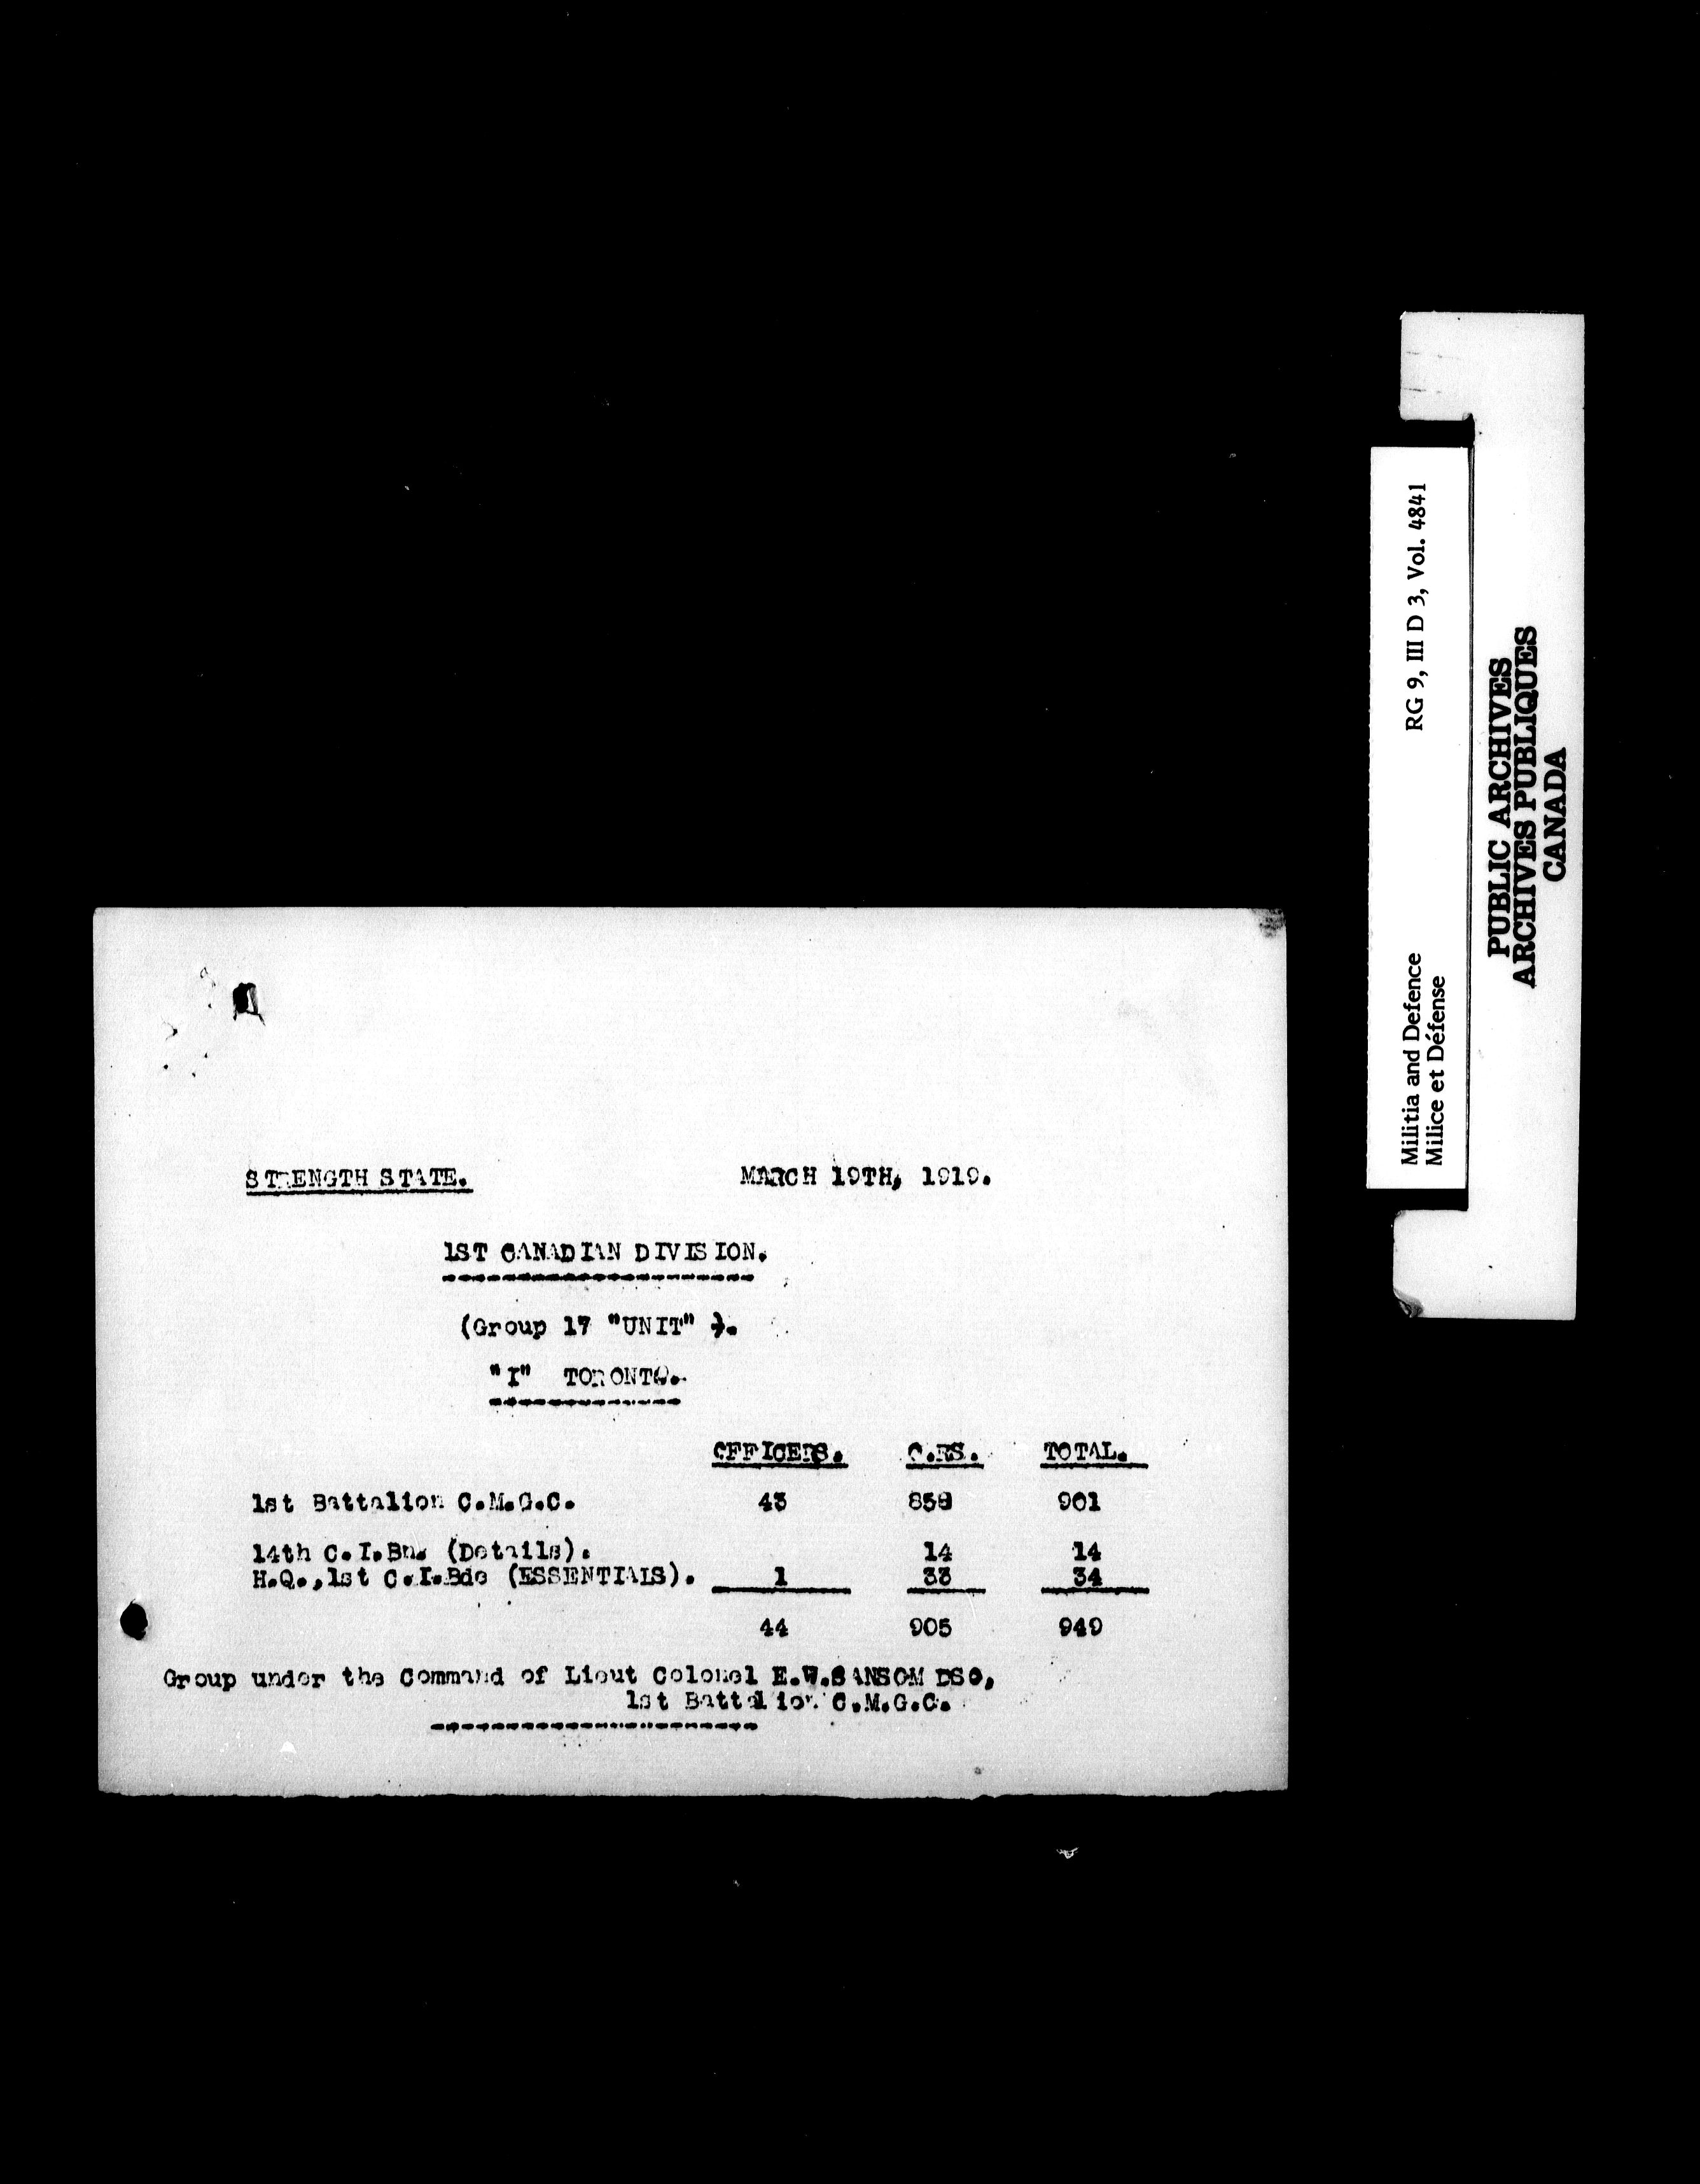 STRENGTH STATE. MARCH 19TH, 1919.
1ST CANADIAN DIVISION.
(Group 17 "UNIT" ).
"I" TORONTO.
OFFICERS. O.RS. TOTAL.
1st Battalion C.M.G.C. 43 858 901
14th C.I.Bn. (Details). 14 14
H.Q.,1st C.I.Bde (ESSENTIALS). 1 33 34
44 905 949
Group under the Command of Lieut Colonel E.W.SANSOM DSO,
1st Battalion C.M.G.C.
Militia and Defence RG 9, III D 3, Vol. 4841
Milice et Défense
PUBLIC ARCHIVES
ARCHIVES PUBLIQUES
CANADA